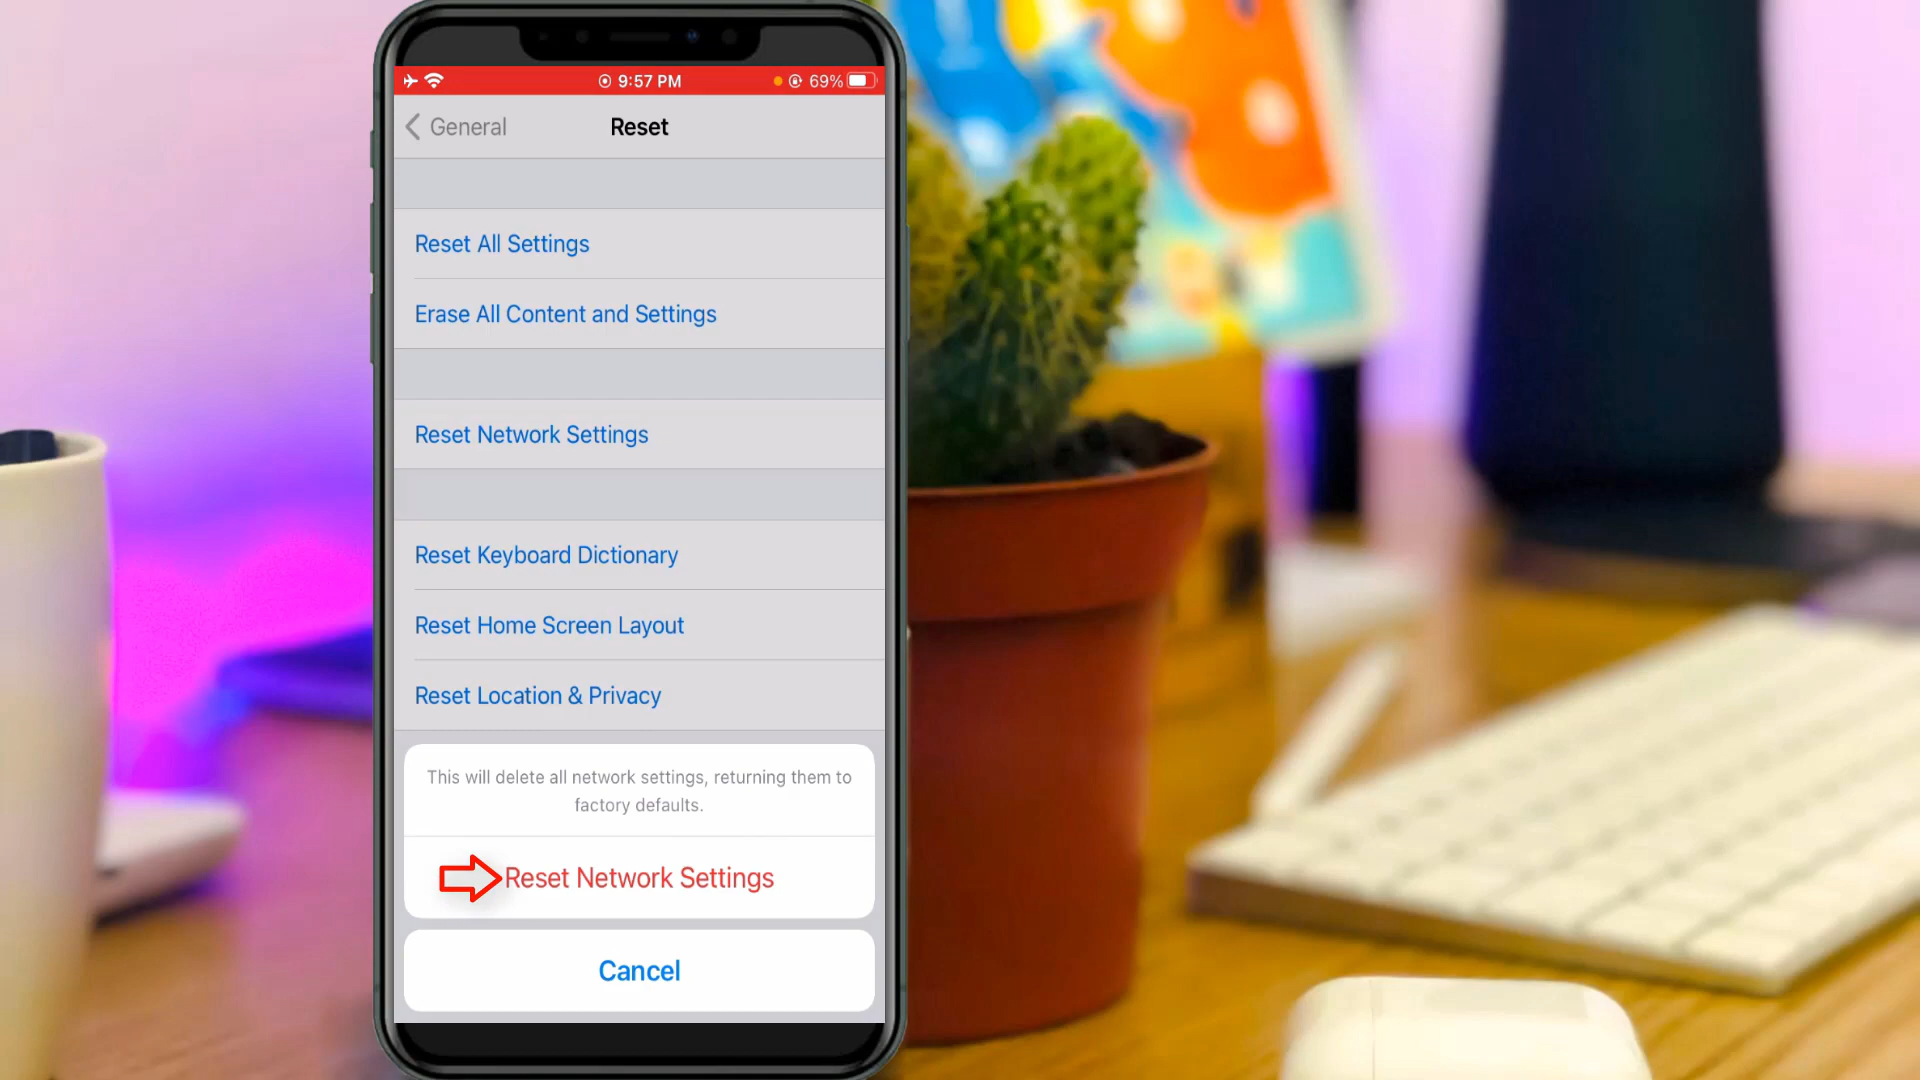 9:57 PM 69%
General Reset
Reset All Settings
Erase All Content and Settings
Reset Network Settings
Reset Keyboard Dictionary
Reset Home Screen Layout
Reset Location & Privacy
This will delete all network settings, returning them to
factory defaults.
Reset Network Settings
Cancel